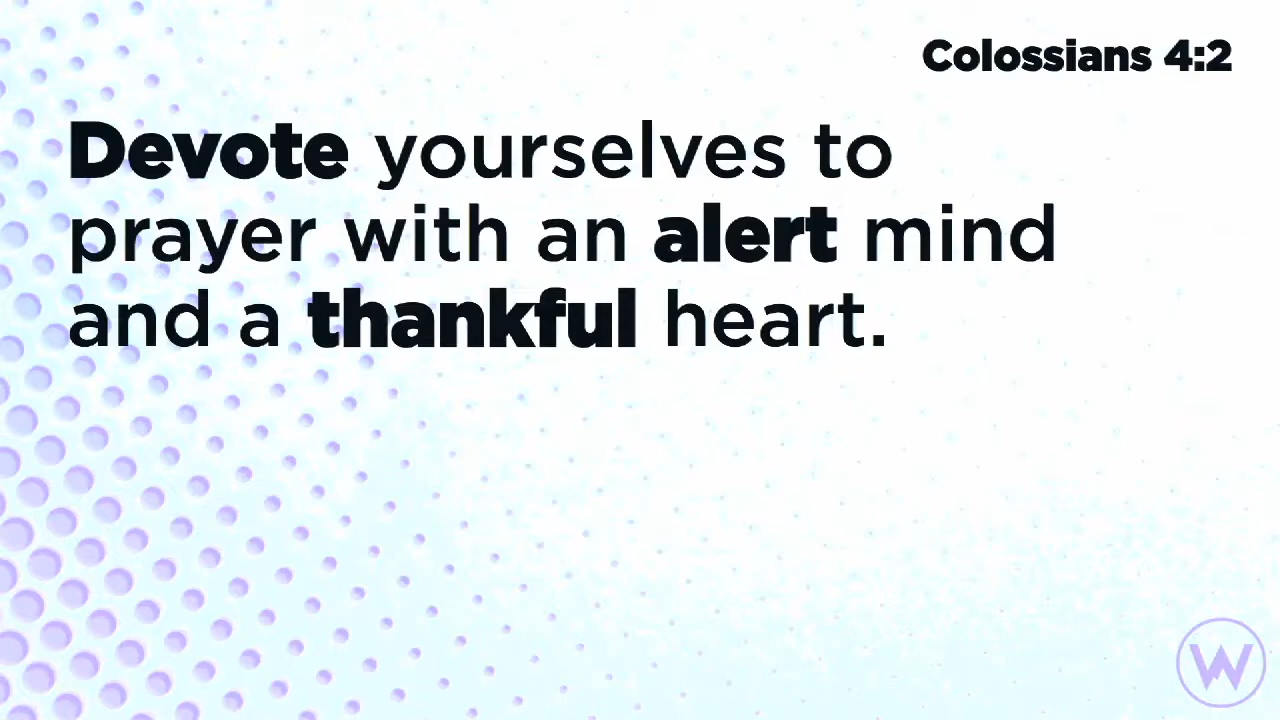 Colossians 4:2
Devote yourselves to
prayer with an alert mind
and a thankful heart.
W